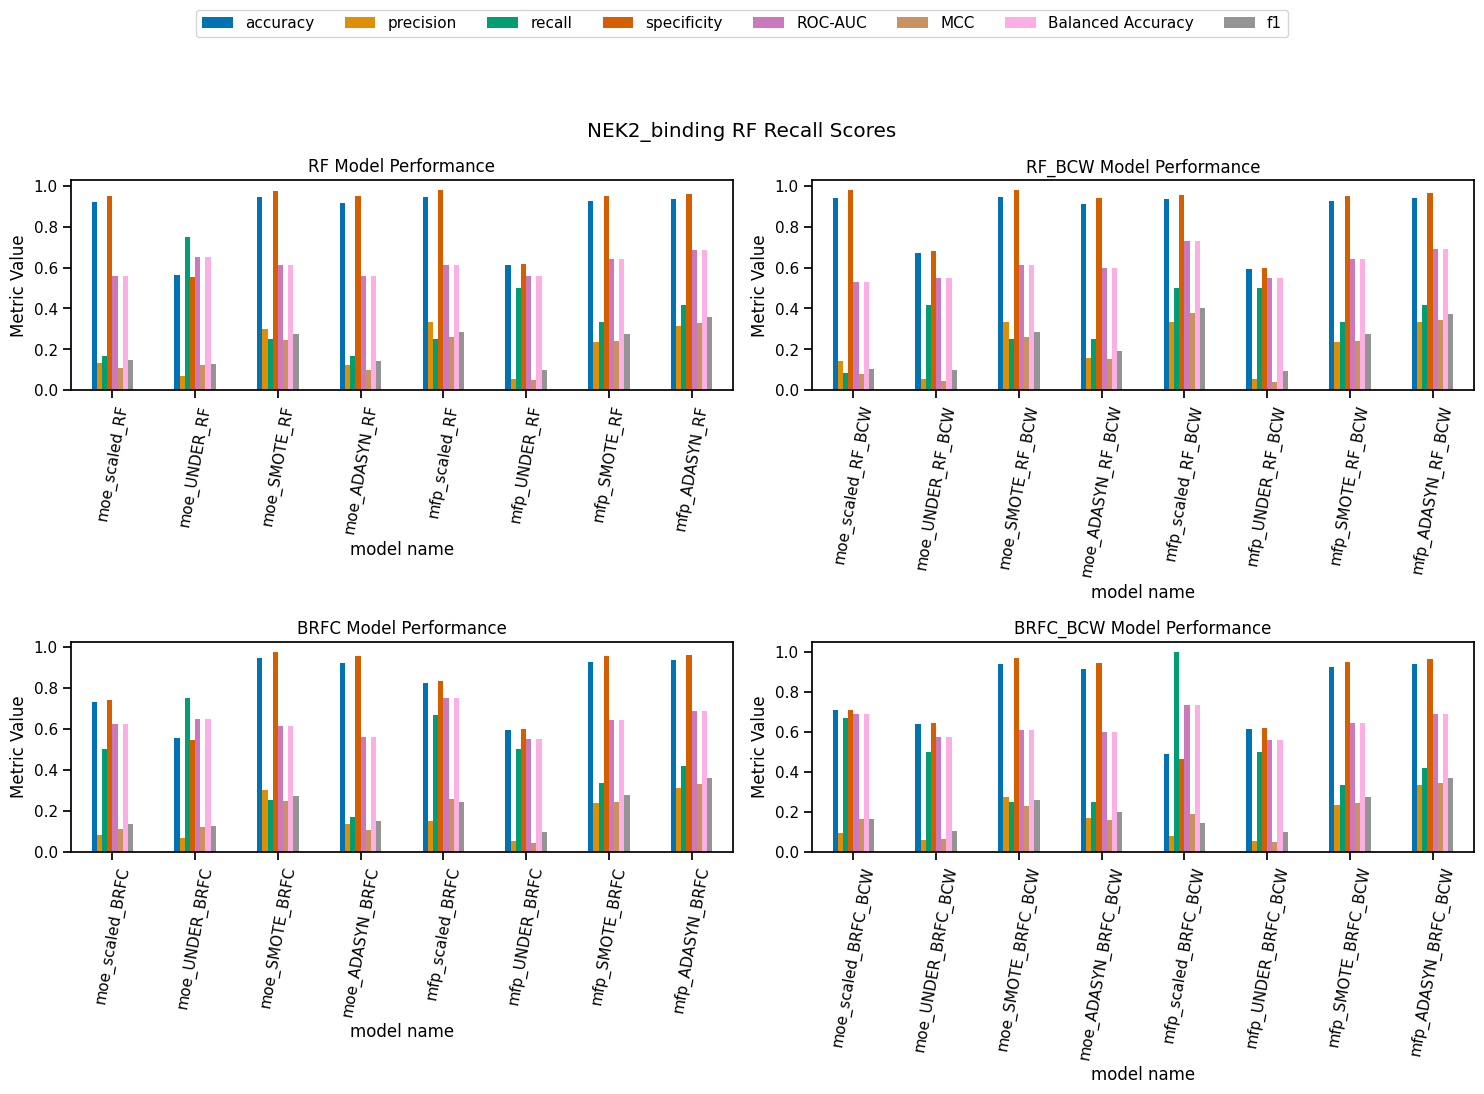 accuracy precision recall specificity ROC-AUC MCC Balanced Accuracy f1
NEK2_binding RF Recall Scores
RF Model Performance
Metric Value
1.0
0.8
0.6
0.4
0.2
0.0
moe_scaled_RF
moe_UNDER_RF
moe_SMOTE_RF
moe_ADASYN_RF
mfp_scaled_RF
mfp_UNDER_RF
mfp_SMOTE_RF
mfp_ADASYN_RF
model name
RF_BCW Model Performance
Metric Value
1.0
0.8
0.6
0.4
0.2
0.0
moe_scaled_RF_BCW
moe_UNDER_RF_BCW
moe_SMOTE_RF_BCW
moe_ADASYN_RF_BCW
mfp_scaled_RF_BCW
mfp_UNDER_RF_BCW
mfp_SMOTE_RF_BCW
mfp_ADASYN_RF_BCW
model name
BRFC Model Performance
Metric Value
1.0
0.8
0.6
0.4
0.2
0.0
moe_scaled_BRFC
moe_UNDER_BRFC
moe_SMOTE_BRFC
moe_ADASYN_BRFC
mfp_scaled_BRFC
mfp_UNDER_BRFC
mfp_SMOTE_BRFC
mfp_ADASYN_BRFC
model name
BRFC_BCW Model Performance
Metric Value
1.0
0.8
0.6
0.4
0.2
0.0
moe_scaled_BRFC_BCW
moe_UNDER_BRFC_BCW
moe_SMOTE_BRFC_BCW
moe_ADASYN_BRFC_BCW
mfp_scaled_BRFC_BCW
mfp_UNDER_BRFC_BCW
mfp_SMOTE_BRFC_BCW
mfp_ADASYN_BRFC_BCW
model name